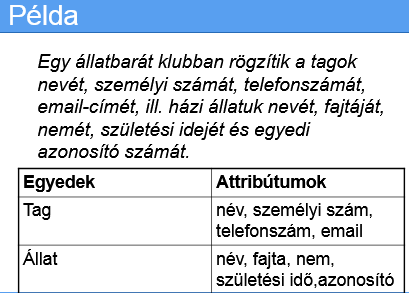 Példa
Egy állatbarát klubban rögzítik a tagok
nevét, személyi számát, telefonszámát,
email-címét, ill. házi állatuk nevét, fajtáját,
nemét, születési idejét és egyedi
azonosító számát.
Egyedek Attribútumok
Tag név, személyi szám,
telefonszám, email
Állat név, fajta, nem,
születési idő,azonosító